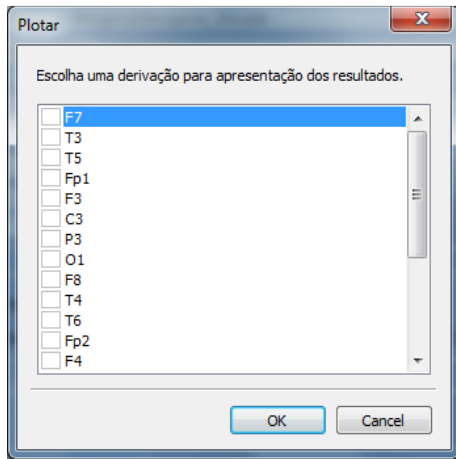 Plotar
Escolha uma derivação para apresentação dos resultados.
F7
T3
T5
Fp1
F3
C3
P3
O1
F8
T4
T6
Fp2
F4
OK Cancel